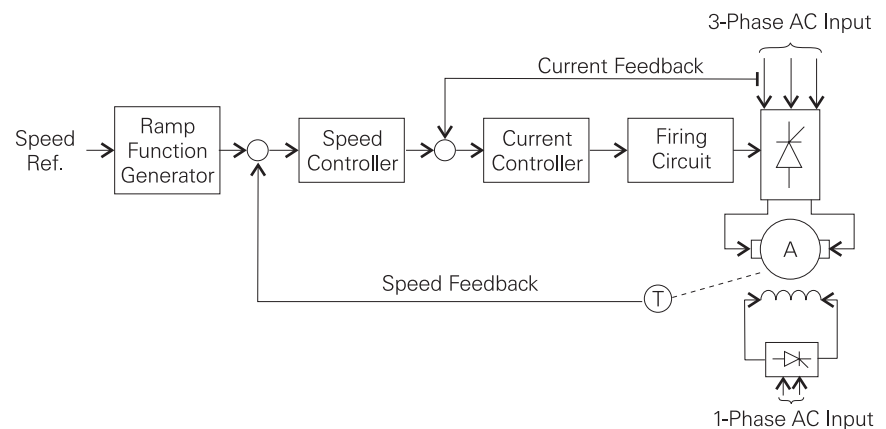 3-Phase AC Input
Current Feedback
Speed
Ref.
Ramp
Function
Generator
Speed
Controller
Current
Controller
Firing
Circuit
A
Speed Feedback
T
1-Phase AC Input